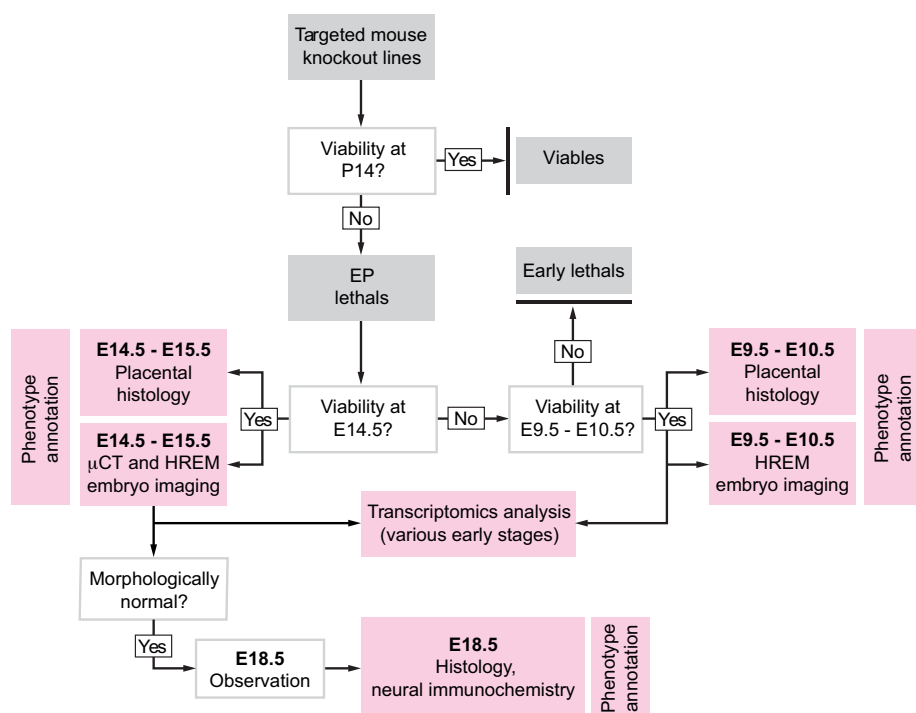 Targeted mouse
knockout lines
Viability at
P14?
Yes
Viables
No
EP
lethals
Early lethals
No
Phenotype
annotation
E14.5 - E15.5
Placental
histology
E14.5 - E15.5
μCT and HREM
embryo imaging
Yes
Viability at
E14.5?
No
Viability at
E9.5 - E10.5?
Yes
E9.5 - E10.5
Placental
histology
E9.5 - E10.5
HREM
embryo imaging
Phenotype
annotation
Transcriptomics analysis
(various early stages)
Morphologically
normal?
Yes
E18.5
Observation
E18.5
Histology,
neural immunochemistry
Phenotype
annotation